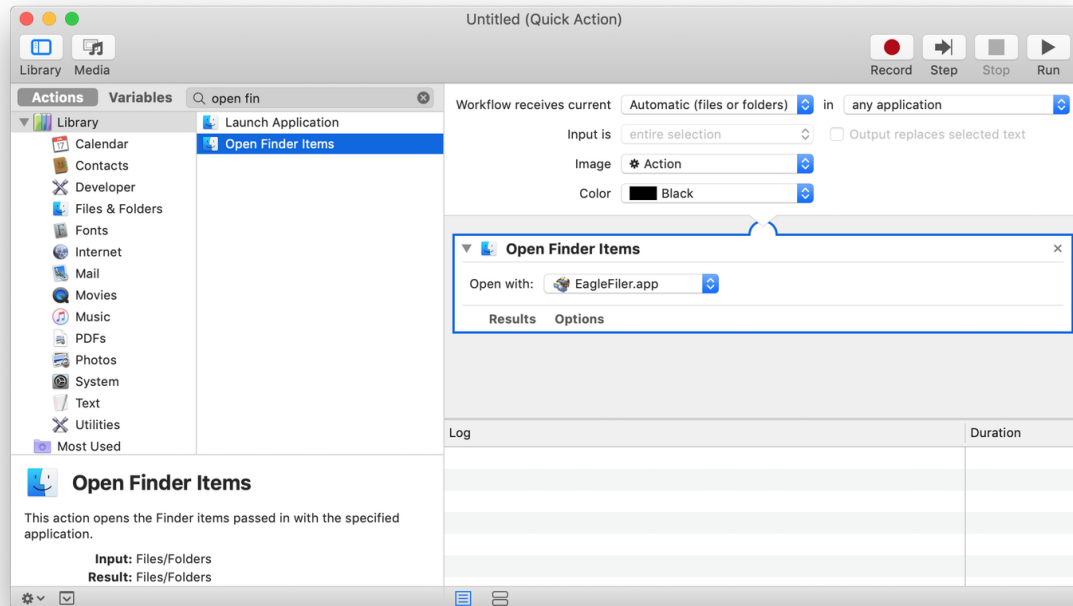 Untitled (Quick Action)
Library Media Record Step Stop Run
Actions Variables open fin
Workflow receives current Automatic (files or folders) in any application
Input is entire selection Output replaces selected text
Image Action
Color Black
Library
Calendar
Contacts
Developer
Files & Folders
Fonts
Internet
Mail
Movies
Music
PDFs
Photos
System
Text
Utilities
Most Used
Launch Application
Open Finder Items
Open Finder Items
Open with: EagleFiler.app
Results Options
Log Duration
Open Finder Items
This action opens the Finder items passed in with the specified
application.
Input: Files/Folders
Result: Files/Folders